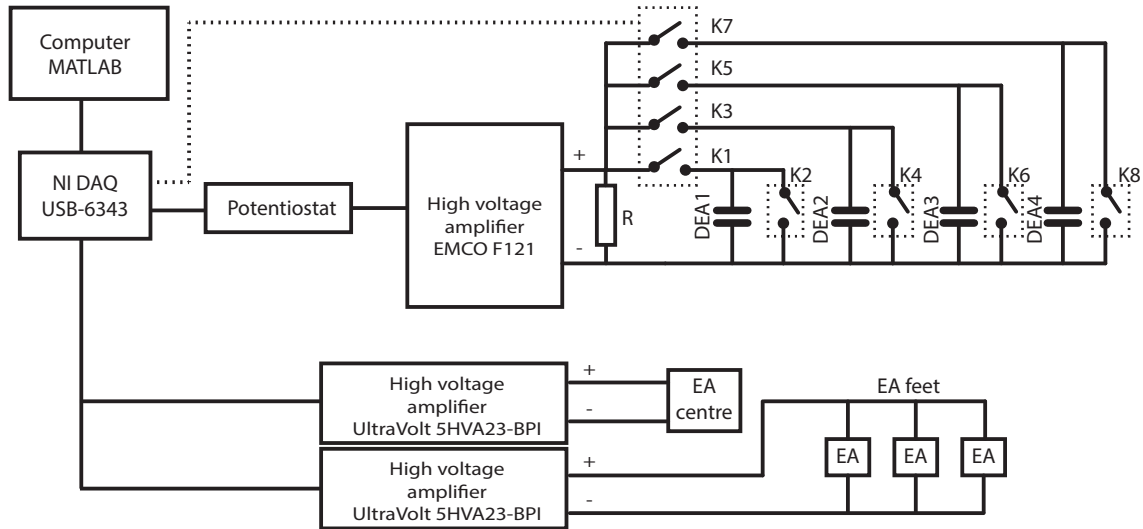 Computer
MATLAB
NI DAQ
USB-6343
Potentiostat
High voltage
amplifier
EMCO F121
+
-
R
K7
K5
K3
K1
K2
K4
K6
K8
DEA1
DEA2
DEA3
DEA4
High voltage
amplifier
UltraVolt 5HVA23-BPI
+
-
EA
centre
High voltage
amplifier
UltraVolt 5HVA23-BPI
+
-
EA feet
EA
EA
EA